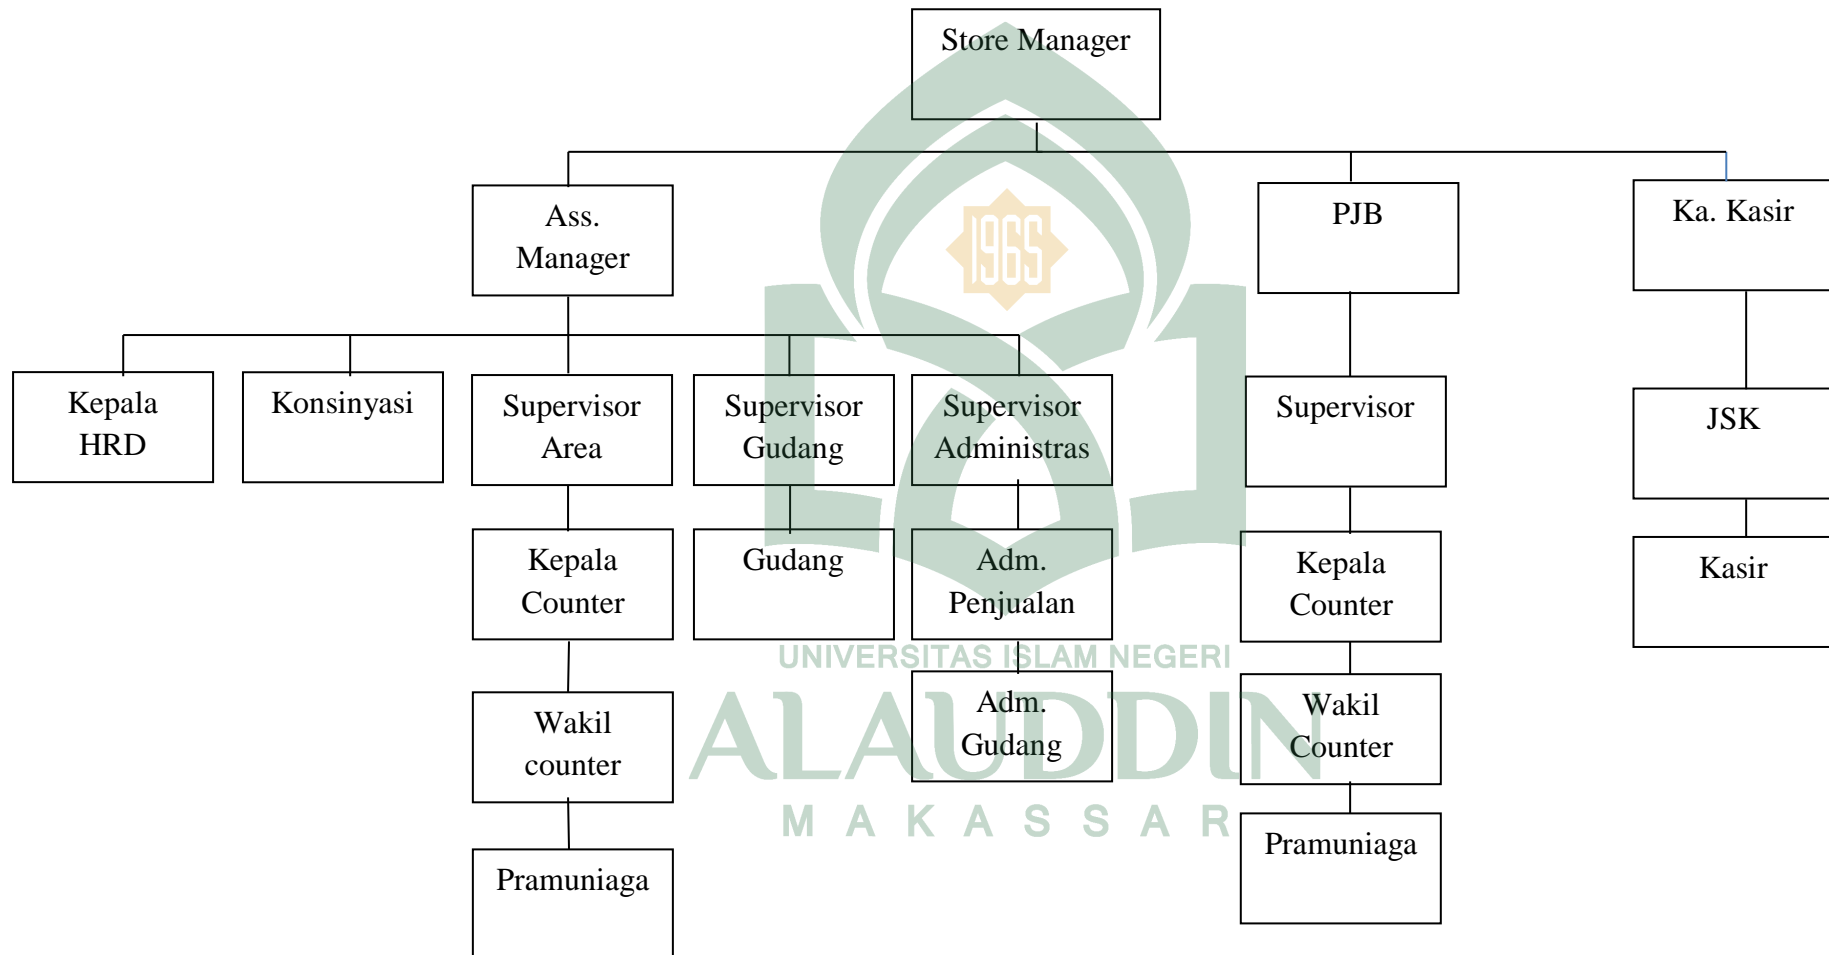 Store Manager
Ass.
Manager
PJB
Ka. Kasir
1965
Kepala
HRD
Konsinyasi
Supervisor
Area
Supervisor
Gudang
Supervisor
Administras
Supervisor
JSK
Kepala
Counter
Gudang
Adm.
Penjualan
Kepala
Counter
Kasir
UNIVERSITAS ISLAM NEGERI
Wakil
counter
Adm.
Gudang
Wakil
Counter
ALAUDDIN
MAKASSAR
Pramuniaga
Pramuniaga